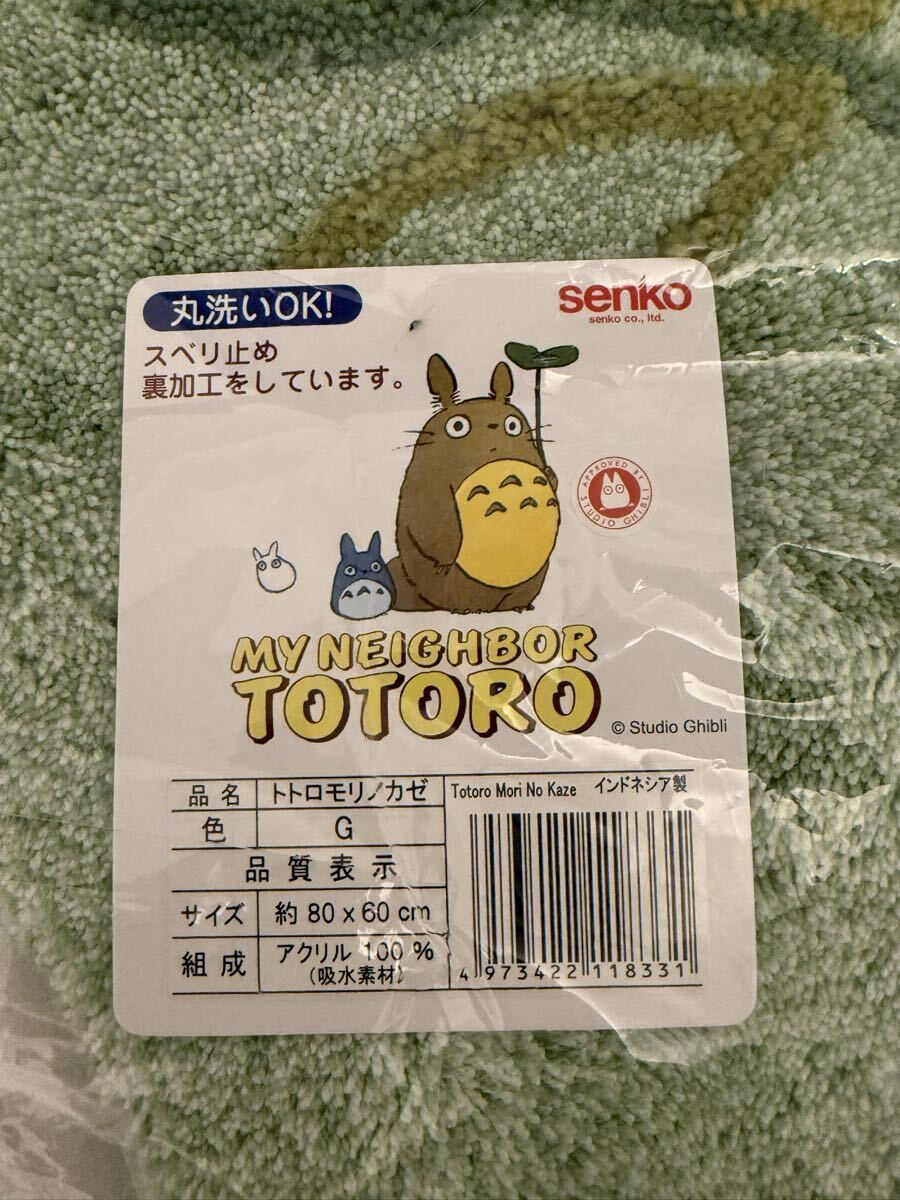 丸洗いOK!
senko
senko co., ltd.
スベリ止め
裏加工をしています。
APPROVED BY
STUDIO GHIBLI
MY NEIGHBOR
TOTORO
© Studio Ghibli
品名 トトロモリノカゼ
色 G
品質表示
サイズ 約 80 x 60 cm
組成 アクリル 100 %
(吸水素材)
Totoro Mori No Kaze インドネシア製
4 973422 118331